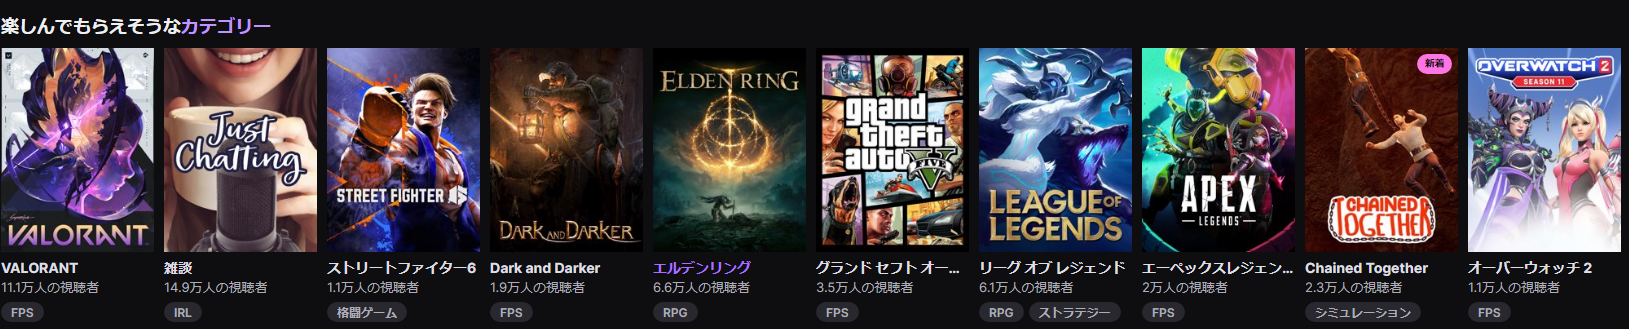 楽しんでもらえそうなカテゴリー
VALORANT
Just
Chatting
STREET FIGHTER 6
DARK AND DARKER
ELDEN RING
grand
theft
auto
FIVE
LEAGUE OF
LEGENDS
APEX
LEGENDS
新着
CHAINED
TOGETHER
OVERWATCH 2
SEASON 11
VALORANT
11.1万人の視聴者
FPS
雑談
14.9万人の視聴者
IRL
ストリートファイター6
1.1万人の視聴者
格闘ゲーム
Dark and Darker
1.9万人の視聴者
FPS
エルデンリング
6.6万人の視聴者
RPG
グランド セフト オー...
3.5万人の視聴者
FPS
リーグ オブ レジェンド
6.1万人の視聴者
RPG ストラテジー
エーペックスレジェン...
2万人の視聴者
FPS
Chained Together
2.3万人の視聴者
シミュレーション
オーバーウォッチ 2
1.1万人の視聴者
FPS